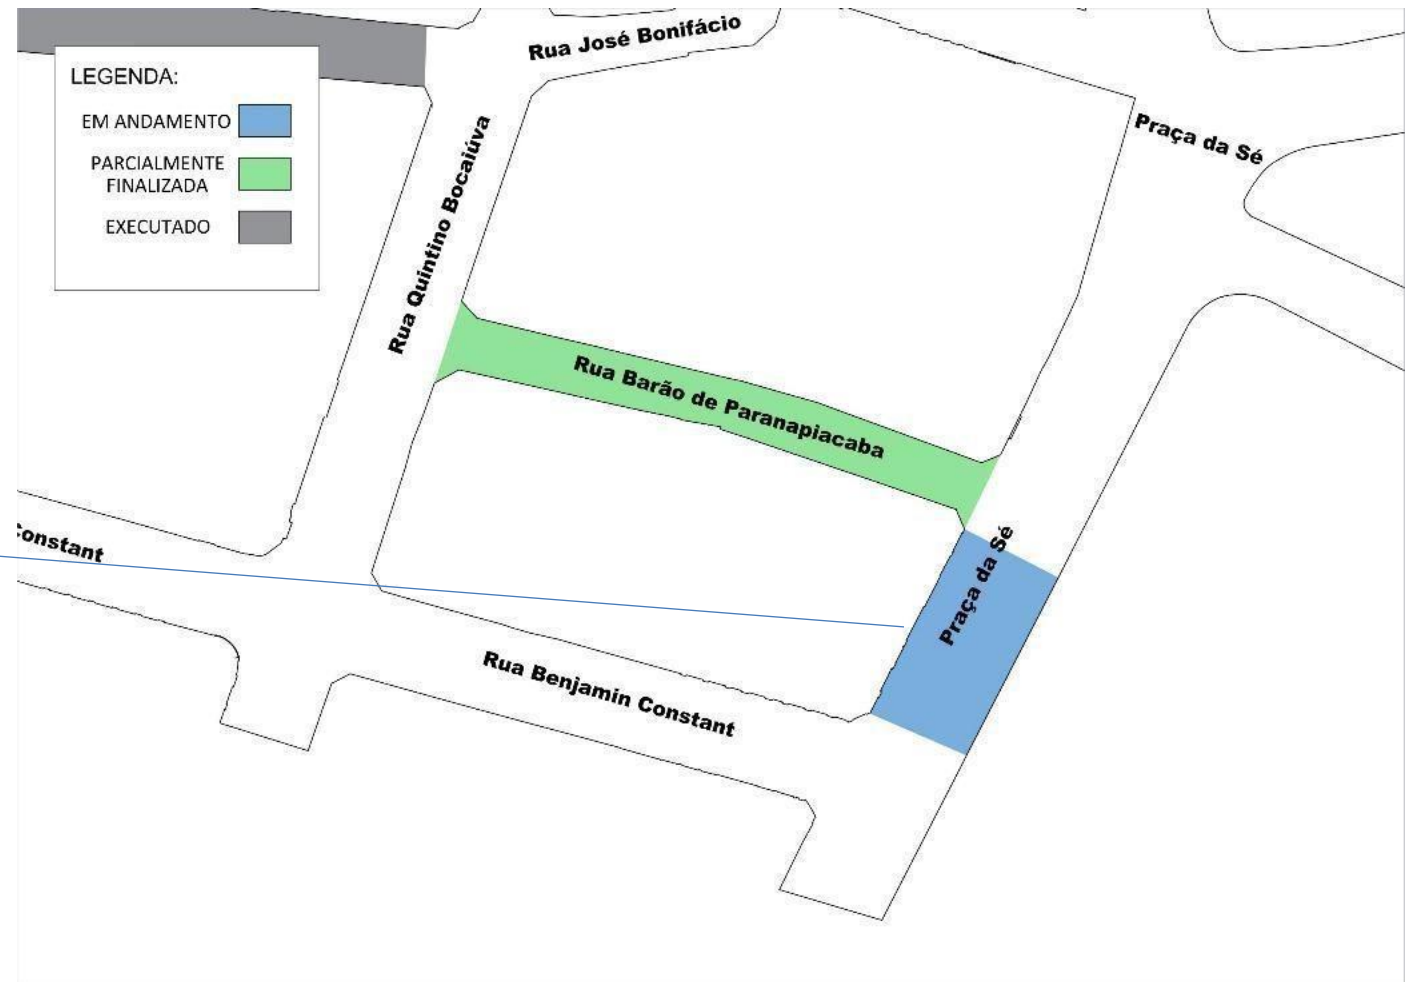 Rua José Bonifácio
LEGENDA:
EM ANDAMENTO
PARCIALMENTE
FINALIZADA
EXECUTADO
Praça da Sé
Rua Quintino Bocaiúva
Rua Barão de Paranapiacaba
Constant
Praça da Sé
Rua Benjamin Constant